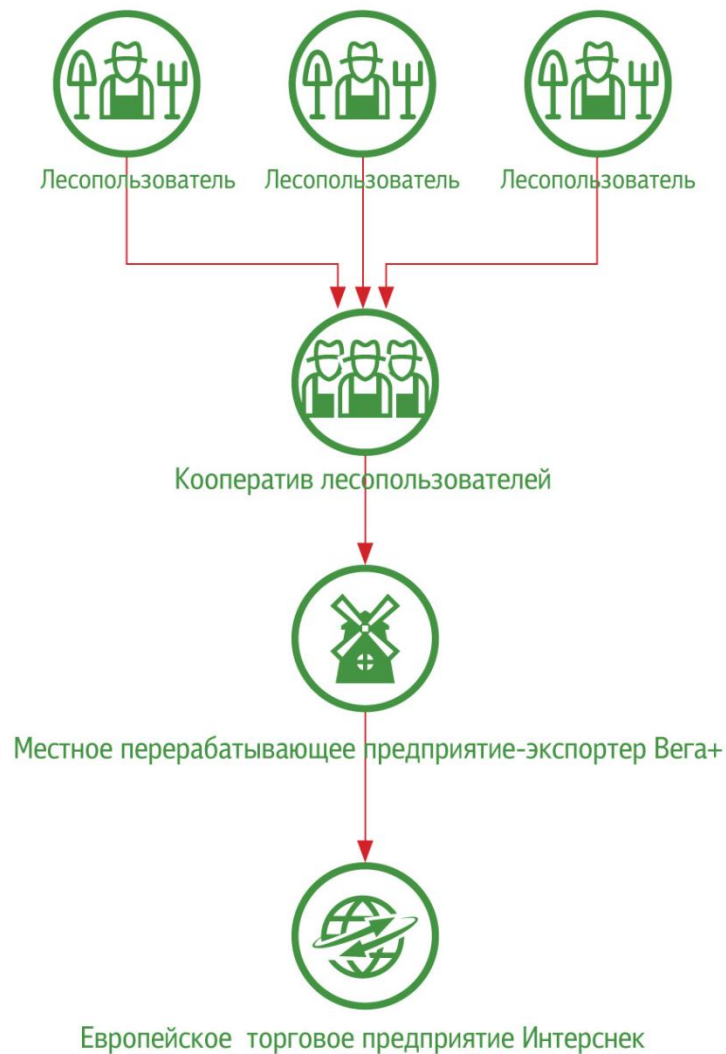 Лесопользователь Лесопользователь Лесопользователь
Кооператив лесопользователей
Местное перерабатывающее предприятие-экспортер Вега+
Европейское торговое предприятие Интерснек